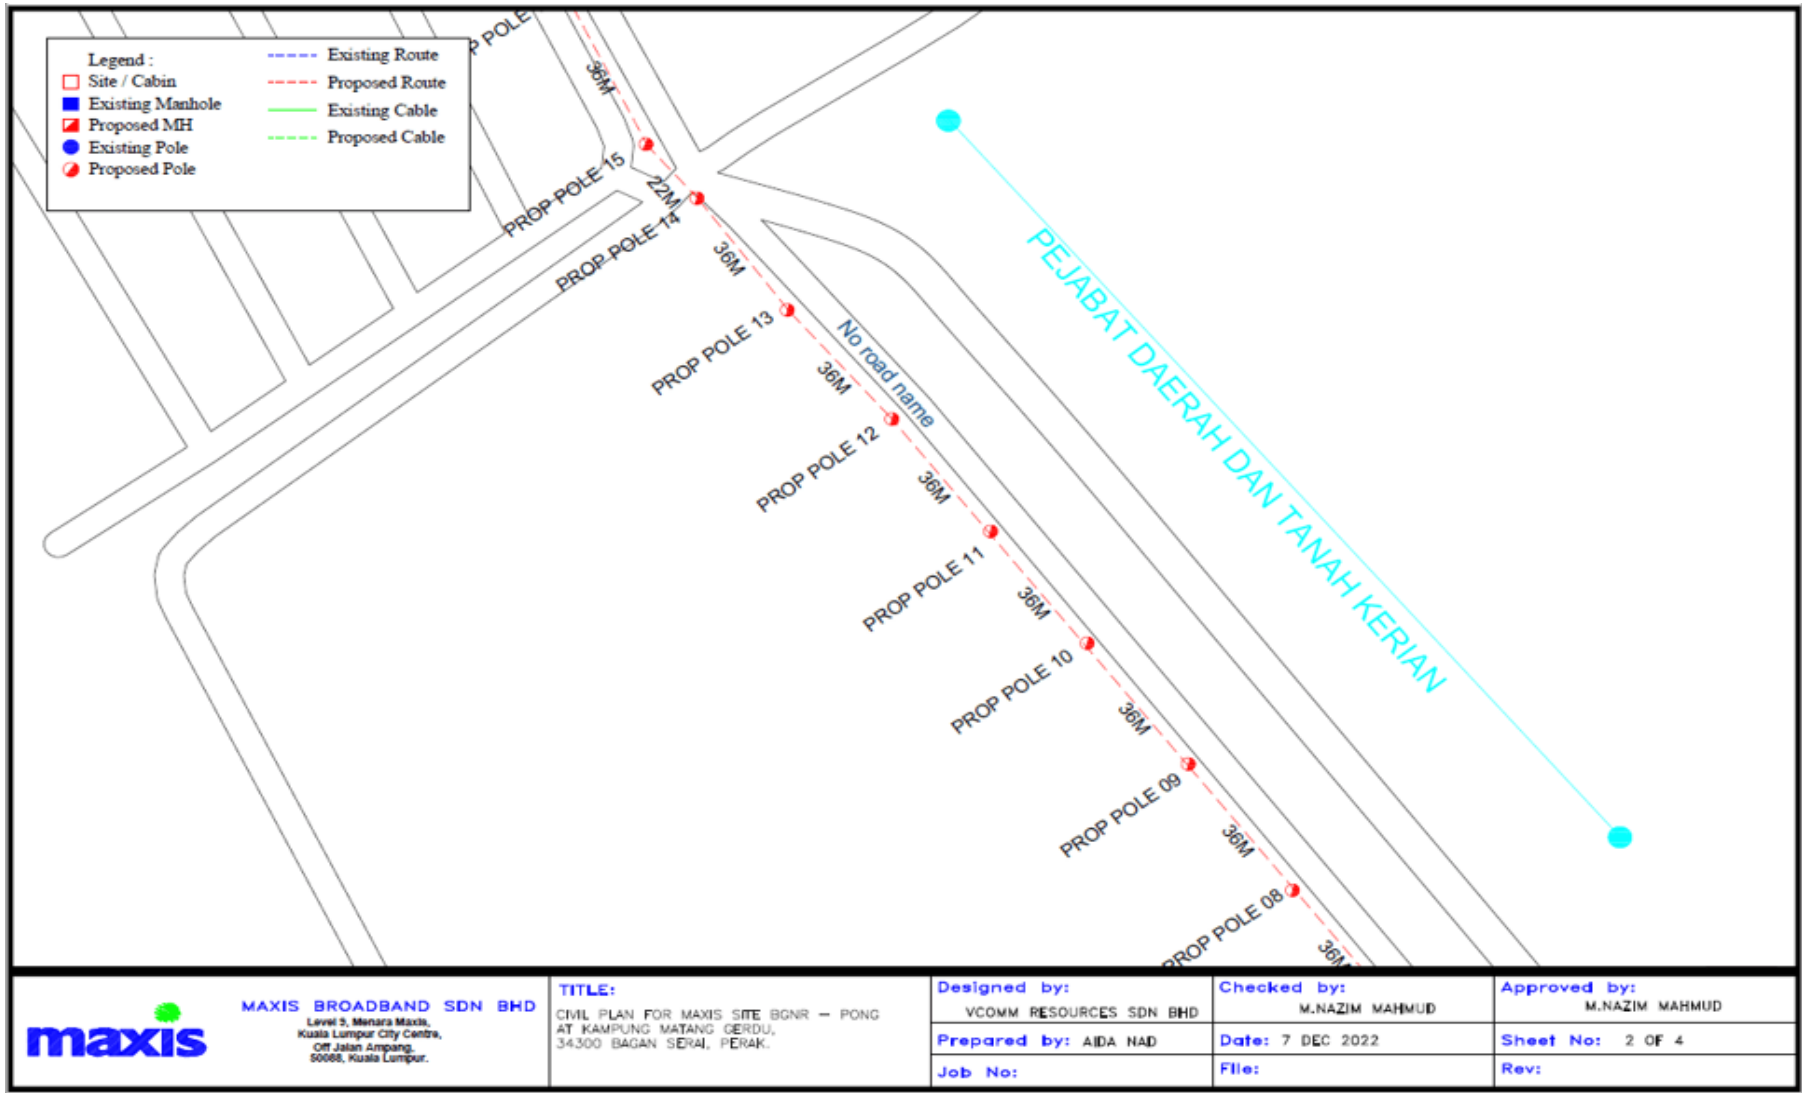 Legend :
Site / Cabin
Existing Manhole
Proposed MH
Existing Pole
Proposed Pole
Existing Route
Proposed Route
Existing Cable
Proposed Cable
P POLE
36M
PROP POLE 15
22M
PROP POLE 14
36M
PROP POLE 13
36M
No road name
PROP POLE 12
36M
PROP POLE 11
36M
PROP POLE 10
36M
PROP POLE 09
36M
PROP POLE 08
36M
PEJABAT DAERAH DAN TANAH KERIAN
maxis
MAXIS BROADBAND SDN BHD
Level 9, Menara Maxis,
Kuala Lumpur City Centre,
Off Jalan Ampang,
50088, Kuala Lumpur.
TITLE:
CIVIL PLAN FOR MAXIS SITE BGNR - PONG
AT KAMPUNG MATANG GERDU,
34300 BAGAN SERAI, PERAK.
Designed by:
VCOMM RESOURCES SDN BHD
Prepared by: AIDA NAD
Job No:
Checked by:
M.NAZIM MAHMUD
Date: 7 DEC 2022
File:
Approved by:
M.NAZIM MAHMUD
Sheet No: 2 OF 4
Rev: